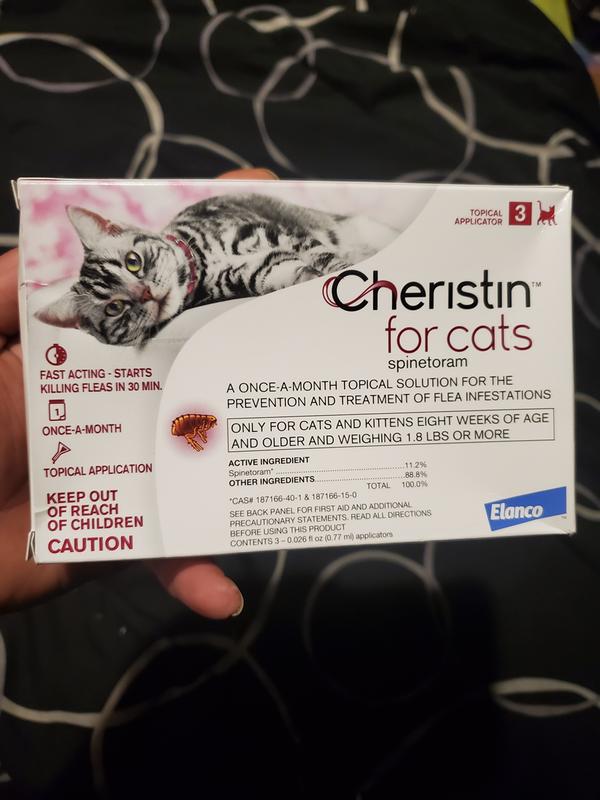 TOPICAL
APPLICATOR 3
Cheristin™
for cats
spinetoram
FAST ACTING - STARTS
KILLING FLEAS IN 30 MIN.
1
ONCE-A-MONTH
TOPICAL APPLICATION
KEEP OUT
OF REACH
OF CHILDREN
CAUTION
A ONCE-A-MONTH TOPICAL SOLUTION FOR THE
PREVENTION AND TREATMENT OF FLEA INFESTATIONS
ONLY FOR CATS AND KITTENS EIGHT WEEKS OF AGE
AND OLDER AND WEIGHING 1.8 LBS OR MORE
ACTIVE INGREDIENT
Spinetoram*.....11.2%
OTHER INGREDIENTS.....88.8%
TOTAL 100.0%
*CAS# 187166-40-1 & 187166-15-0
SEE BACK PANEL FOR FIRST AID AND ADDITIONAL
PRECAUTIONARY STATEMENTS. READ ALL DIRECTIONS
BEFORE USING THIS PRODUCT
CONTENTS 3 – 0.026 fl oz (0.77 ml) applicators
Elanco™